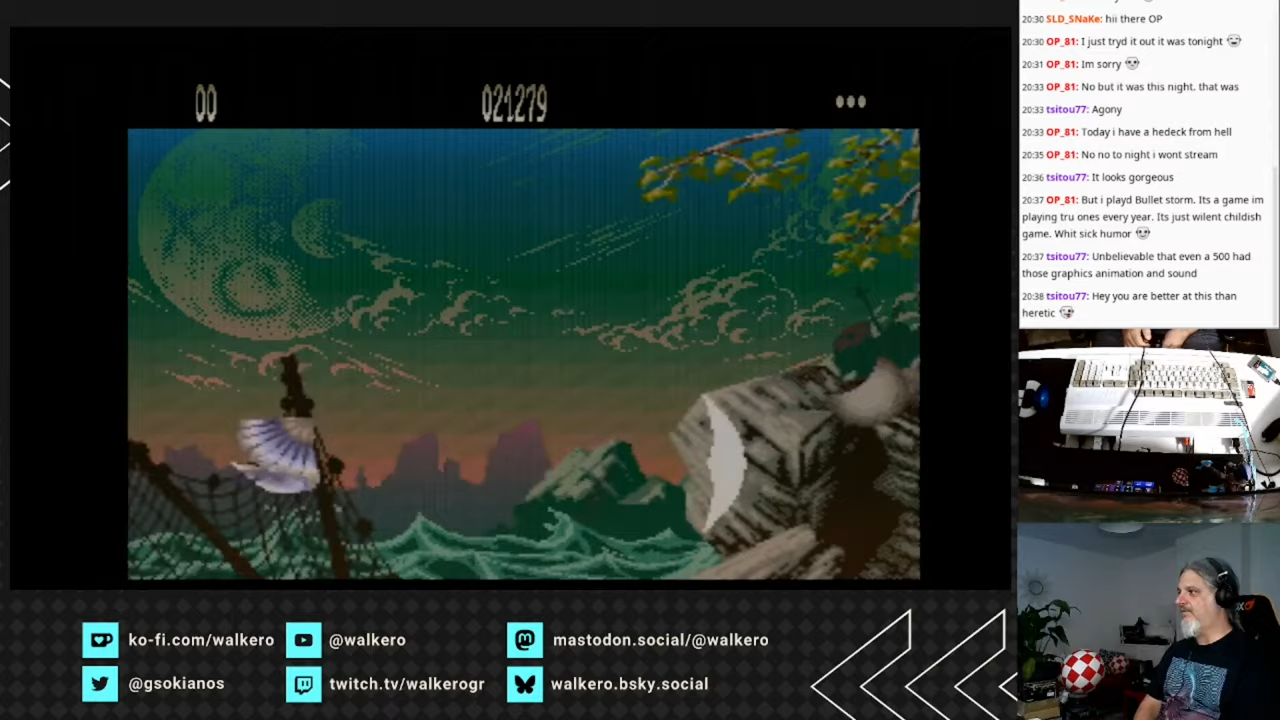 00 021279
20:30 SLD_SNaKe: hii there OP
20:30 OP_81: I just tryd it out it was tonight
20:31 OP_81: Im sorry
20:33 OP_81: No but it was this night. that was
20:33 tsitou77: Agony
20:33 OP_81: Today i have a hedeck from hell
20:35 OP_81: No no to night i wont stream
20:36 tsitou77: It looks gorgeous
20:37 OP_81: But i playd Bullet storm. Its a game im
playing tru ones every year. Its just wilent childish
game. Whit sick humor
20:37 tsitou77: Unbelievable that even a 500 had
those graphics animation and sound
20:38 tsitou77: Hey you are better at this than
heretic
ko-fi.com/walkero
@walkero
mastodon.social/@walkero
@gsokianos
twitch.tv/walkerogr
walkero.bsky.social